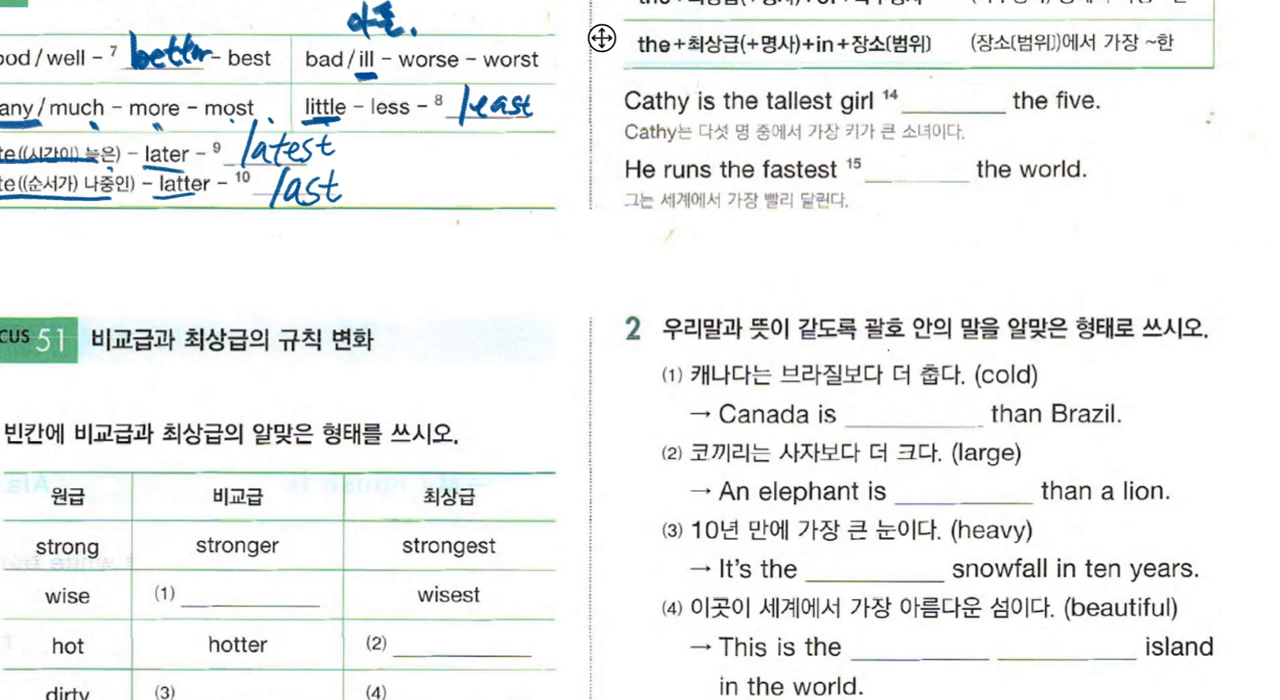 아픈.
ood / well – 7 better – best
bad / ill – worse – worst
any / much – more – most
little – less – 8 least
te((시간이) 늦은) – later – 9 latest
te((순서가) 나중인) – latter – 10 last
the+최상급(+명사)+in+장소[범위]
(장소[범위])에서 가장 ~한
Cathy is the tallest girl 14 ________ the five.
Cathy는 다섯 명 중에서 가장 키가 큰 소녀이다.
He runs the fastest 15 ________ the world.
그는 세계에서 가장 빨리 달린다.
CUS 51 비교급과 최상급의 규칙 변화
빈칸에 비교급과 최상급의 알맞은 형태를 쓰시오.
원급 비교급 최상급
strong stronger strongest
wise (1) ________ wisest
hot hotter (2) ________
dirty (3) (4)
2 우리말과 뜻이 같도록 팔호 안의 말을 알맞은 형태로 쓰시오.
(1) 캐나다는 브라질보다 더 춥다. (cold)
→ Canada is ________ than Brazil.
(2) 코끼리는 사자보다 더 크다. (large)
→ An elephant is ________ than a lion.
(3) 10년 만에 가장 큰 눈이다. (heavy)
→ It's the ________ snowfall in ten years.
(4) 이곳이 세계에서 가장 아름다운 섬이다. (beautiful)
→ This is the ________ ________ island
in the world.